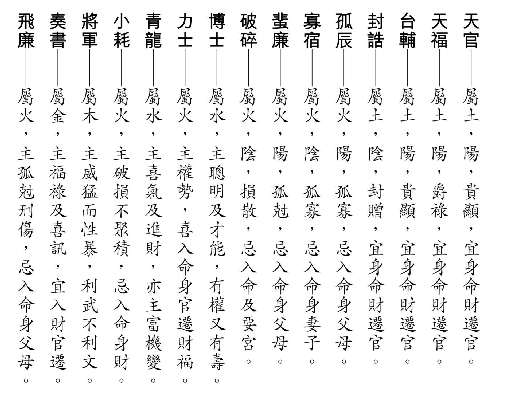 天官——屬土，陽，貴顯，宜身命財遷官。
天福——屬土，陽，爵祿，宜身命財遷官。
台輔——屬土，陽，貴顯，宜身命財遷官。
封誥——屬土，陰，封贈，宜身命財遷官。
孤辰——屬火，陽，孤寡，忌入命身父母。
寡宿——屬火，陰，孤寡，忌入命身妻子。
蜚廉——屬火，陽，孤尅，忌入命身父母。
破碎——屬火，陰，損散，忌入命及妻宮。
博士——屬水，主聰明及才能，有權又有壽。
力士——屬火，主權勢，喜入命身官遷財福。
青龍——屬水，主喜氣及進財，亦主富機變。
小耗——屬火，主破損不聚積，忌入命身財。
將軍——屬木，主威猛而性暴，利武不利文。
奏書——屬金，主福祿及喜訊，宜入財官遷。
飛廉——屬火，主孤尅刑傷，忌入命身父母。